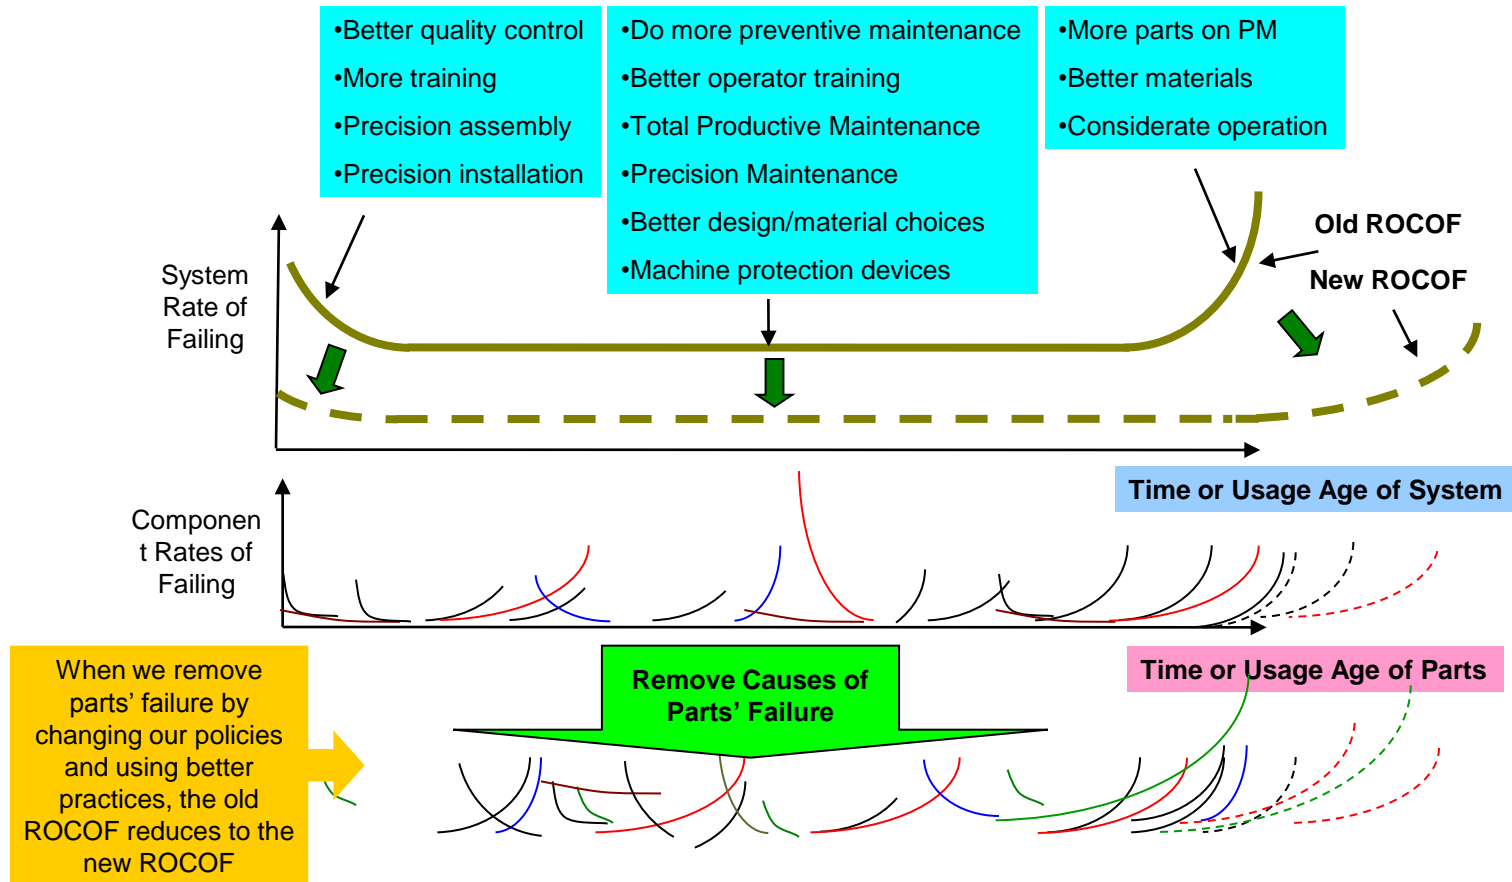 •Better quality control
•More training
•Precision assembly
•Precision installation
•Do more preventive maintenance
•Better operator training
•Total Productive Maintenance
•Precision Maintenance
•Better design/material choices
•Machine protection devices
•More parts on PM
•Better materials
•Considerate operation
Old ROCOF
New ROCOF
System
Rate of
Failing
Time or Usage Age of System
Componen
t Rates of
Failing
Time or Usage Age of Parts
Remove Causes of
Parts’ Failure
When we remove
parts’ failure by
changing our policies
and using better
practices, the old
ROCOF reduces to the
new ROCOF